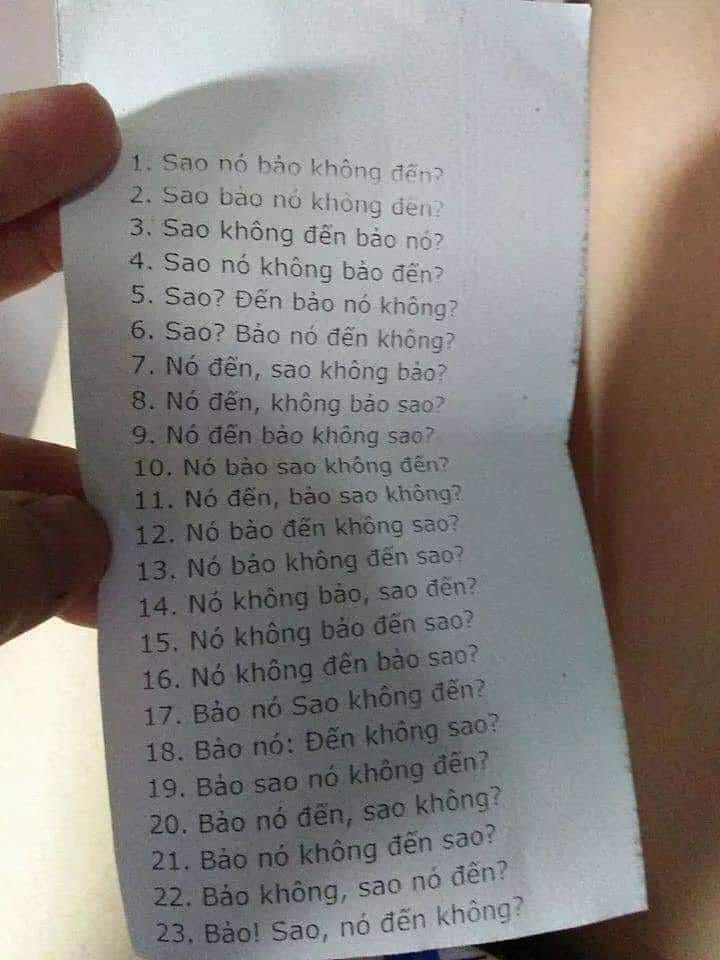 1. Sao nó bảo không đến?
2. Sao bảo nó không đến?
3. Sao không đến bảo nó?
4. Sao nó không bảo đến?
5. Sao? Đến bảo nó không?
6. Sao? Bảo nó đến không?
7. Nó đến, sao không bảo?
8. Nó đến, không bảo sao?
9. Nó đến bảo không sao?
10. Nó bảo sao không đến?
11. Nó đến, bảo sao không?
12. Nó bảo đến không sao?
13. Nó bảo không đến sao?
14. Nó không bảo, sao đến?
15. Nó không bảo đến sao?
16. Nó không đến bảo sao?
17. Bảo nó Sao không đến?
18. Bảo nó: Đến không sao?
19. Bảo sao nó không đến?
20. Bảo nó đến, sao không?
21. Bảo nó không đến sao?
22. Bảo không, sao nó đến?
23. Bảo! Sao, nó đến không?